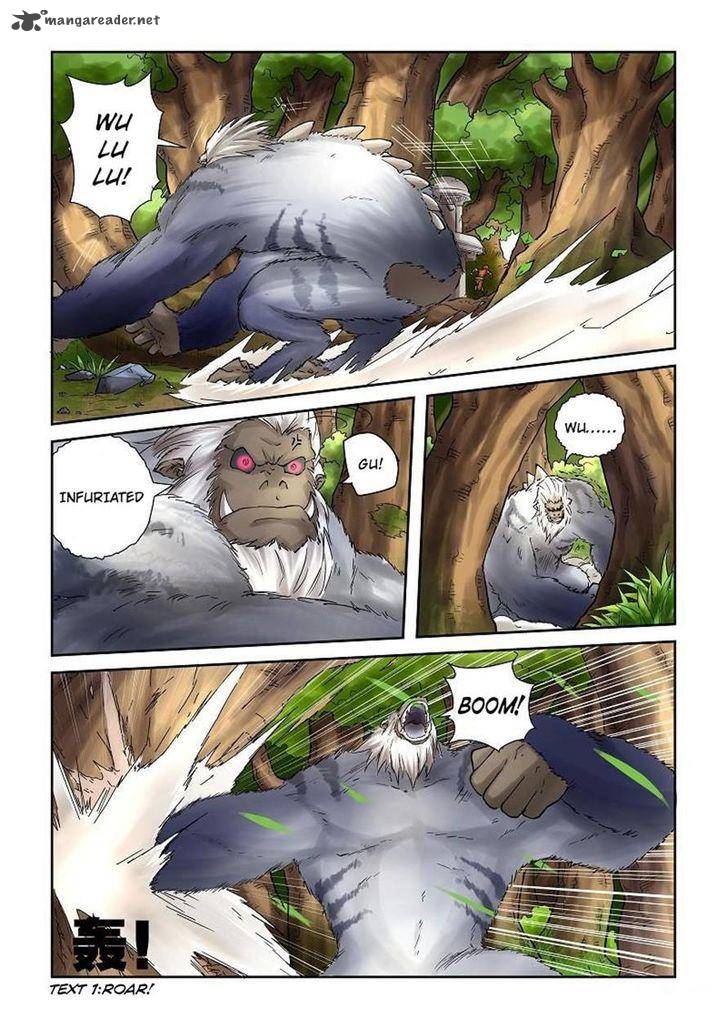 mangareader.net
WU
LU
LU!
INFURIATED
GU!
WU......
BOOM!
轰!
TEXT 1:ROAR!